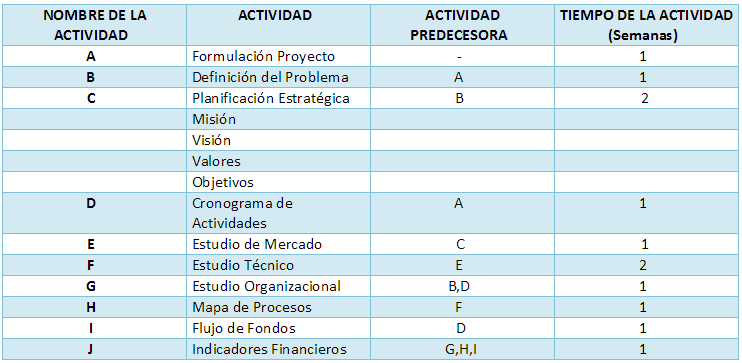 NOMBRE DE LA ACTIVIDAD | ACTIVIDAD | ACTIVIDAD PREDECESORA | TIEMPO DE LA ACTIVIDAD (Semanas)
A | Formulación Proyecto | - | 1
B | Definición del Problema | A | 1
C | Planificación Estratégica | B | 2
Misión
Visión
Valores
Objetivos
D | Cronograma de Actividades | A | 1
E | Estudio de Mercado | C | 1
F | Estudio Técnico | E | 2
G | Estudio Organizacional | B,D | 1
H | Mapa de Procesos | F | 1
I | Flujo de Fondos | D | 1
J | Indicadores Financieros | G,H,I | 1